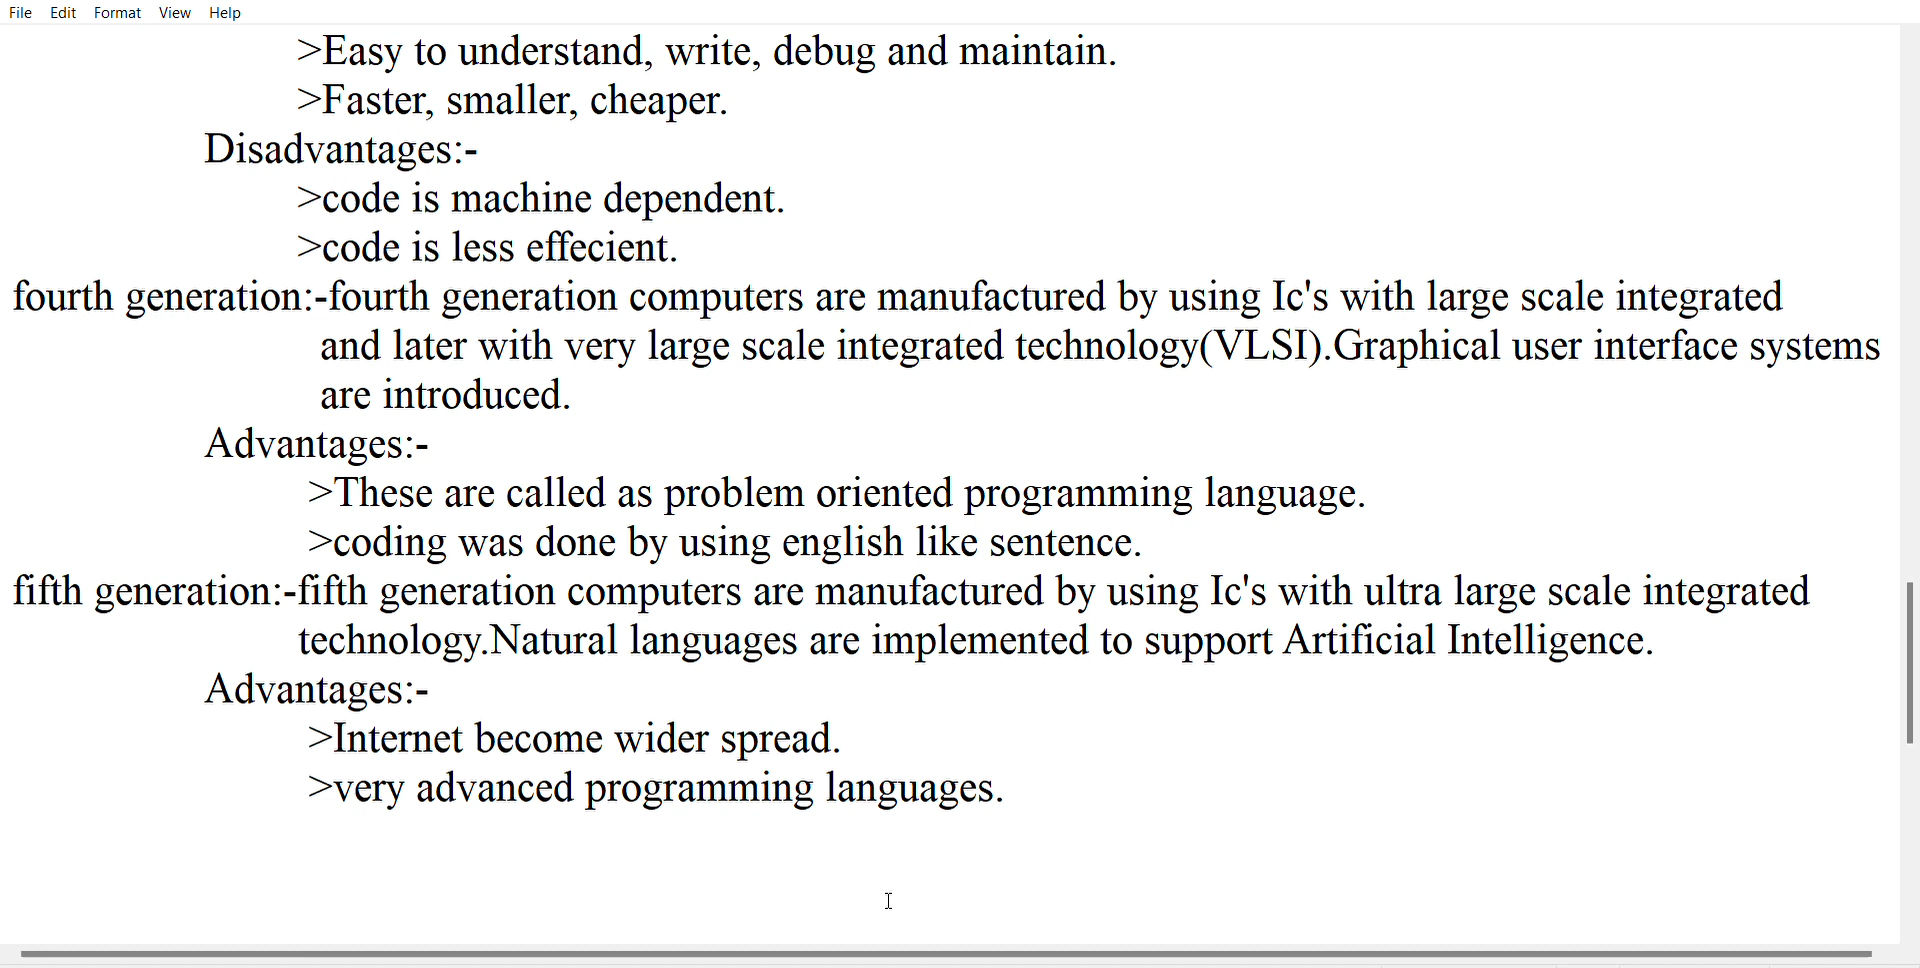 File Edit Format View Help
>Easy to understand, write, debug and maintain.
>Faster, smaller, cheaper.
Disadvantages:-
>code is machine dependent.
>code is less effecient.
fourth generation:-fourth generation computers are manufactured by using Ic's with large scale integrated
and later with very large scale integrated technology(VLSI).Graphical user interface systems
are introduced.
Advantages:-
>These are called as problem oriented programming language.
>coding was done by using english like sentence.
fifth generation:-fifth generation computers are manufactured by using Ic's with ultra large scale integrated
technology.Natural languages are implemented to support Artificial Intelligence.
Advantages:-
>Internet become wider spread.
>very advanced programming languages.